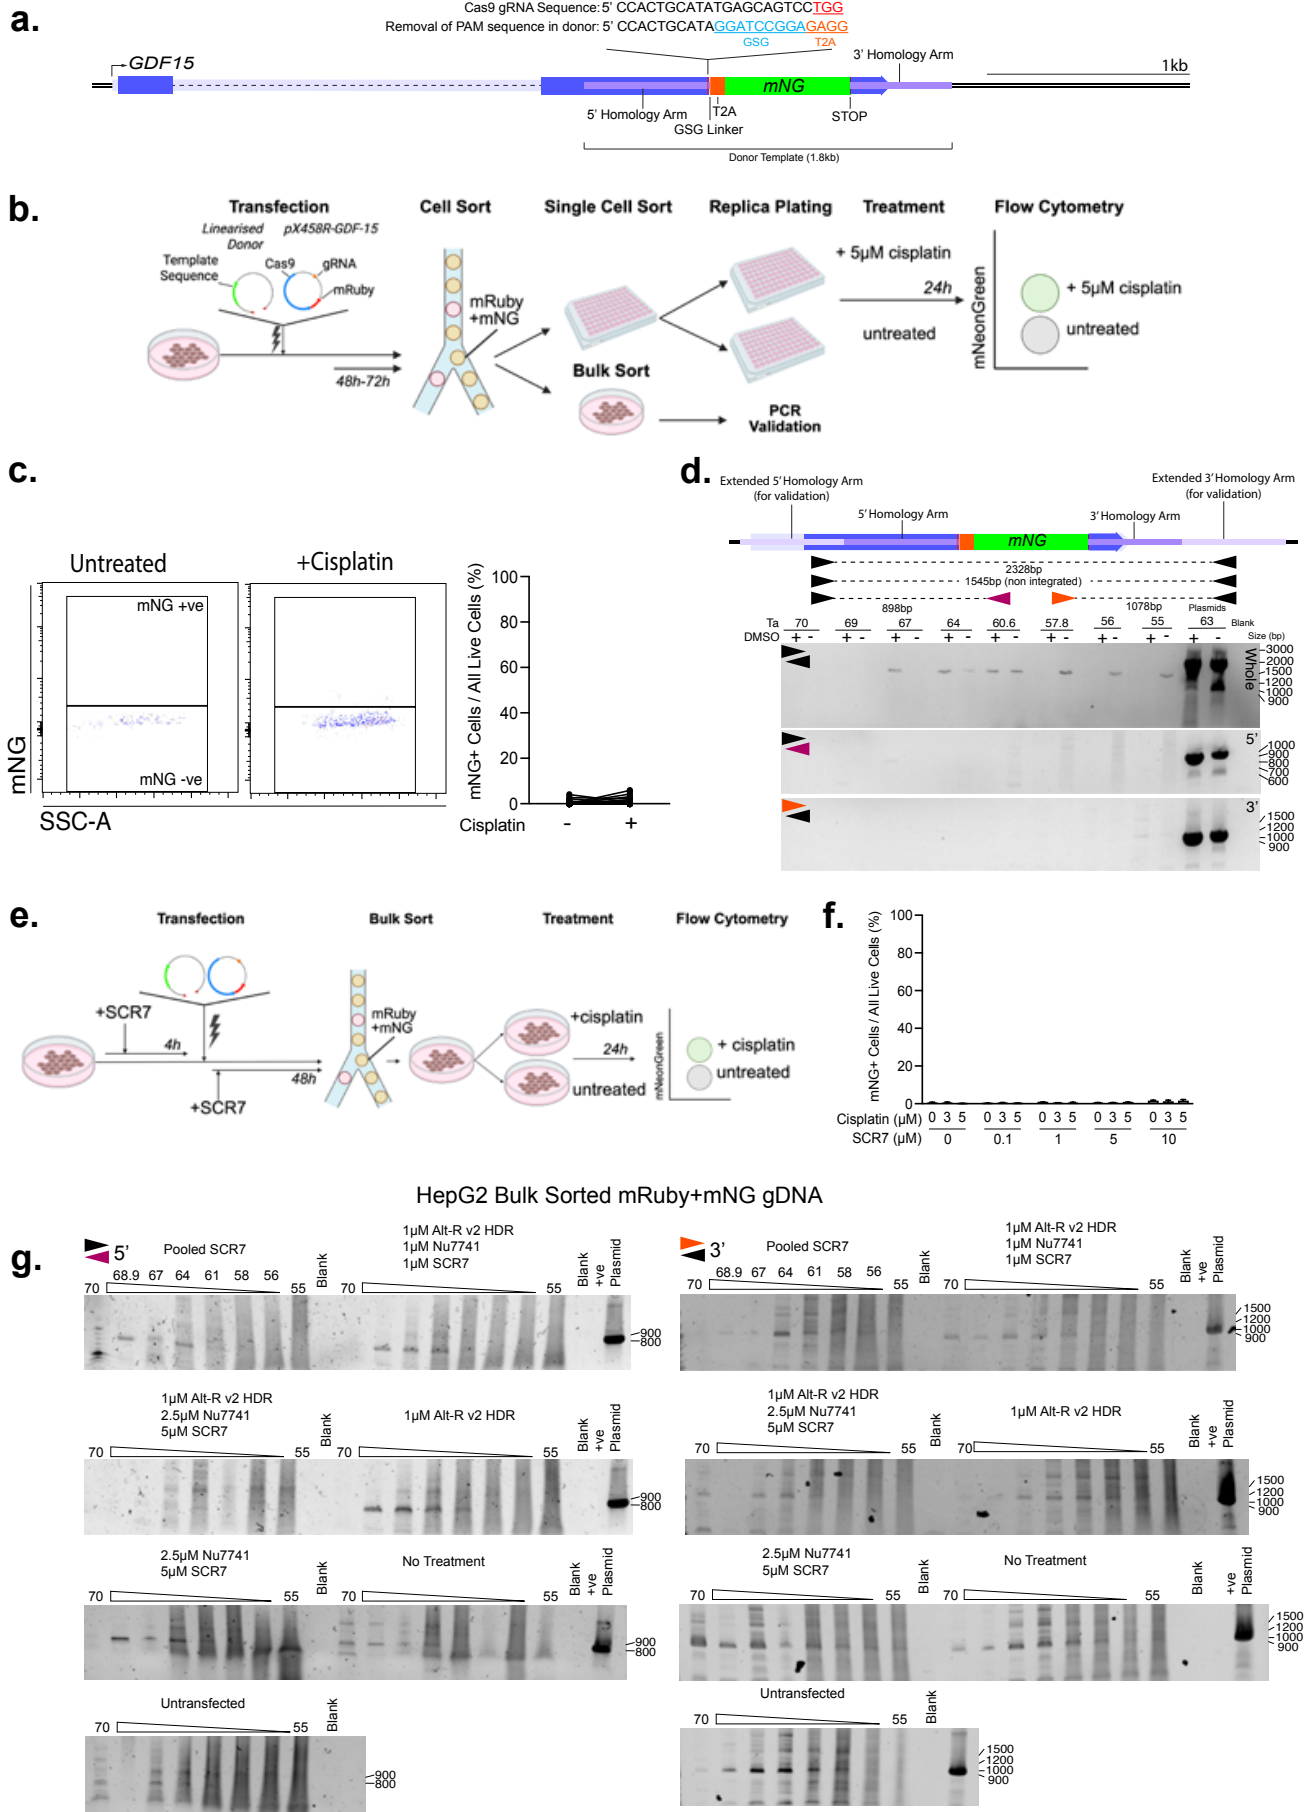 a.
Cas9 gRNA Sequence: 5' CCACTGCATATGAGCAGTCCTGG
Removal of PAM sequence in donor: 5' CCACTGCATAGGATCCGGAGAGG
GSG T2A
GDF15
3' Homology Arm
1kb
mNG
5' Homology Arm
T2A
GSG Linker
STOP
Donor Template (1.8kb)
b.
Transfection
Cell Sort
Single Cell Sort
Replica Plating
Treatment
Flow Cytometry
Linearised Donor
pX458R-GDF-15
Template Sequence
Cas9
gRNA
mRuby
mRuby +mNG
+ 5µM cisplatin
24h
untreated
mNeonGreen
+ 5µM cisplatin
untreated
48h-72h
Bulk Sort
PCR Validation
c.
Untreated
+Cisplatin
mNG +ve
mNG -ve
mNG
SSC-A
mNG+ Cells / All Live Cells (%)
100
80
60
40
20
0
Cisplatin - +
d.
Extended 5' Homology Arm (for validation)
Extended 3' Homology Arm (for validation)
5' Homology Arm
3' Homology Arm
mNG
2328bp
1545bp (non integrated)
898bp
1078bp
Plasmids
Ta 70 69 67 64 60.6 57.8 56 55 63 Blank
DMSO + - + - + - + - + - + - + - + - + -
Size (bp)
Whole
3000
2000
1500
1200
1000
900
5'
1000
900
800
700
600
3'
1500
1200
1000
900
e.
Transfection
Bulk Sort
Treatment
Flow Cytometry
+SCR7
4h
+SCR7
48h
mRuby +mNG
+cisplatin
24h
untreated
mNeonGreen
+ cisplatin
untreated
f.
mNG+ Cells / All Live Cells (%)
100
80
60
40
20
0
Cisplatin (µM) 0 3 5 0 3 5 0 3 5 0 3 5 0 3 5
SCR7 (µM) 0 0.1 1 5 10
HepG2 Bulk Sorted mRuby+mNG gDNA
g.
5'
Pooled SCR7
70 68.9 67 64 61 58 56 55
Blank
1µM Alt-R v2 HDR
1µM Nu7741
1µM SCR7
70 55
Blank
+ve Plasmid
900
800
3'
Pooled SCR7
70 68.9 67 64 61 58 56 55
Blank
1µM Alt-R v2 HDR
1µM Nu7741
1µM SCR7
70 55
Blank
+ve Plasmid
1500
1200
1000
900
1µM Alt-R v2 HDR
2.5µM Nu7741
5µM SCR7
70 55
Blank
1µM Alt-R v2 HDR
70 55
Blank
+ve Plasmid
900
800
1µM Alt-R v2 HDR
2.5µM Nu7741
5µM SCR7
70 55
Blank
1µM Alt-R v2 HDR
70 55
Blank
+ve Plasmid
1500
1200
1000
900
2.5µM Nu7741
5µM SCR7
70 55
Blank
No Treatment
70 55
Blank
+ve Plasmid
900
800
2.5µM Nu7741
5µM SCR7
70 55
Blank
No Treatment
70 55
Blank
+ve Plasmid
1500
1200
1000
900
Untransfected
70 55
Blank
900
800
Untransfected
70 55
Blank
1500
1200
1000
900